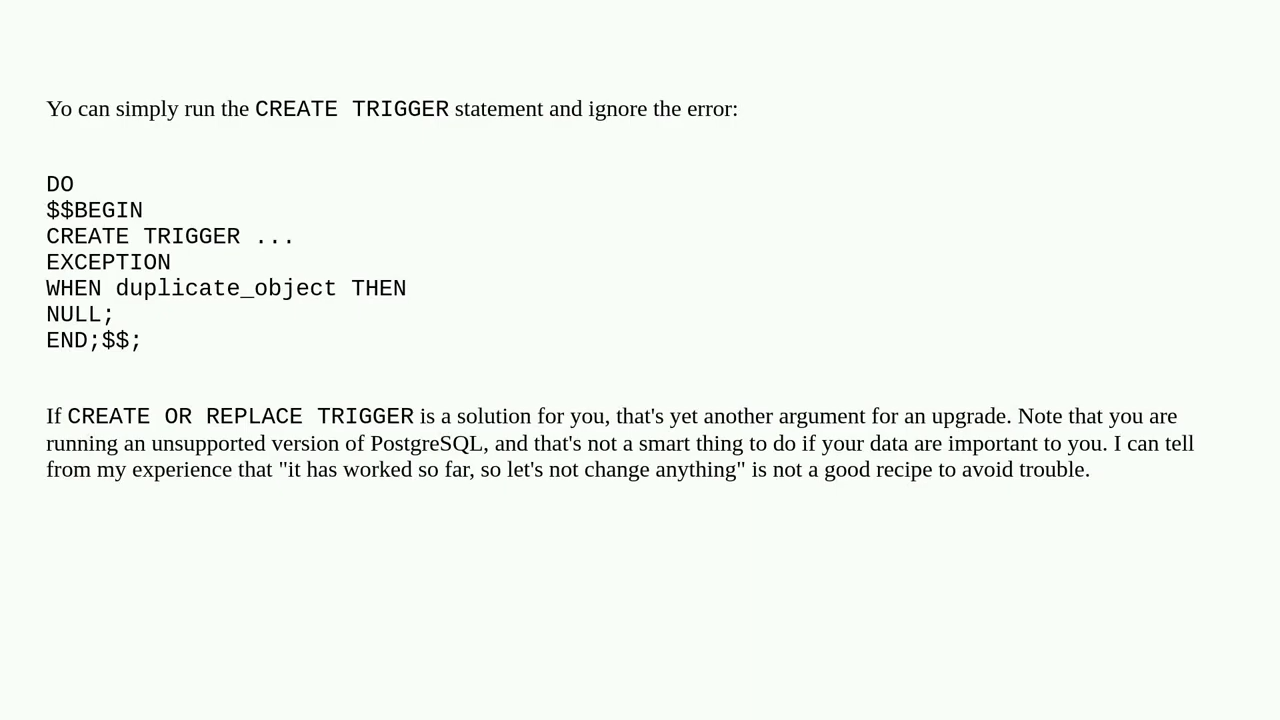 Yo can simply run the CREATE TRIGGER statement and ignore the error:
DO
$$BEGIN
CREATE TRIGGER ...
EXCEPTION
WHEN duplicate_object THEN
NULL;
END;$$;
If CREATE OR REPLACE TRIGGER is a solution for you, that's yet another argument for an upgrade. Note that you are
running an unsupported version of PostgreSQL, and that's not a smart thing to do if your data are important to you. I can tell
from my experience that "it has worked so far, so let's not change anything" is not a good recipe to avoid trouble.